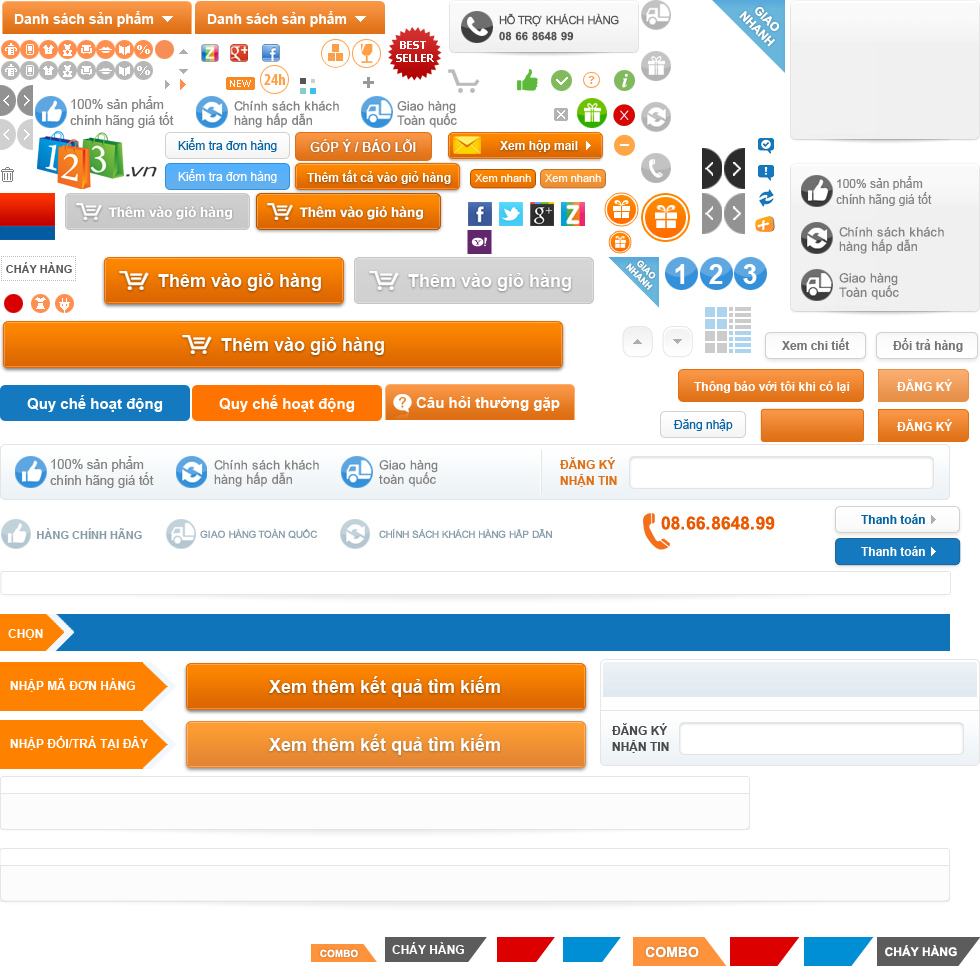 Danh sách sản phẩm
Danh sách sản phẩm
HỖ TRỢ KHÁCH HÀNG
08 66 8648 99
GIAO
NHANH
BEST
SELLER
NEW
24h
100% sản phẩm
chính hãng giá tốt
Chính sách khách
hàng hấp dẫn
Giao hàng
Toàn quốc
123.vn
Kiểm tra đơn hàng
GÓP Ý / BÁO LỖI
Xem hộp mail
Kiểm tra đơn hàng
Thêm tất cả vào giỏ hàng
Xem nhanh
Xem nhanh
100% sản phẩm
chính hãng giá tốt
Chính sách khách
hàng hấp dẫn
Giao hàng
Toàn quốc
Thêm vào giỏ hàng
Thêm vào giỏ hàng
CHÁY HÀNG
Thêm vào giỏ hàng
Thêm vào giỏ hàng
GIAO
NHANH
1 2 3
Thêm vào giỏ hàng
Xem chi tiết
Đổi trả hàng
Thông báo với tôi khi có lại
ĐĂNG KÝ
Quy chế hoạt động
Quy chế hoạt động
Câu hỏi thường gặp
Đăng nhập
ĐĂNG KÝ
100% sản phẩm
chính hãng giá tốt
Chính sách khách
hàng hấp dẫn
Giao hàng
toàn quốc
ĐĂNG KÝ
NHẬN TIN
HÀNG CHÍNH HÃNG
GIAO HÀNG TOÀN QUỐC
CHÍNH SÁCH KHÁCH HÀNG HẤP DẪN
08.66.8648.99
Thanh toán
Thanh toán
CHỌN
NHẬP MÃ ĐƠN HÀNG
Xem thêm kết quả tìm kiếm
NHẬP ĐỔI/TRẢ TẠI ĐÂY
Xem thêm kết quả tìm kiếm
ĐĂNG KÝ
NHẬN TIN
COMBO
CHÁY HÀNG
COMBO
CHÁY HÀNG